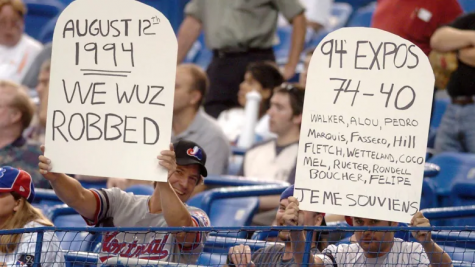 AUGUST 12th
1994
WE WUZ
ROBBED
94 EXPOS
74-40
WALKER, ALOU, PEDRO
MARQUIS, FASSERO, Hill
FLETCH, WETTELAND, COCO
MEL, RUETER, RONDELL
BOUCHER, FELIPE
JE ME SOUVIENS